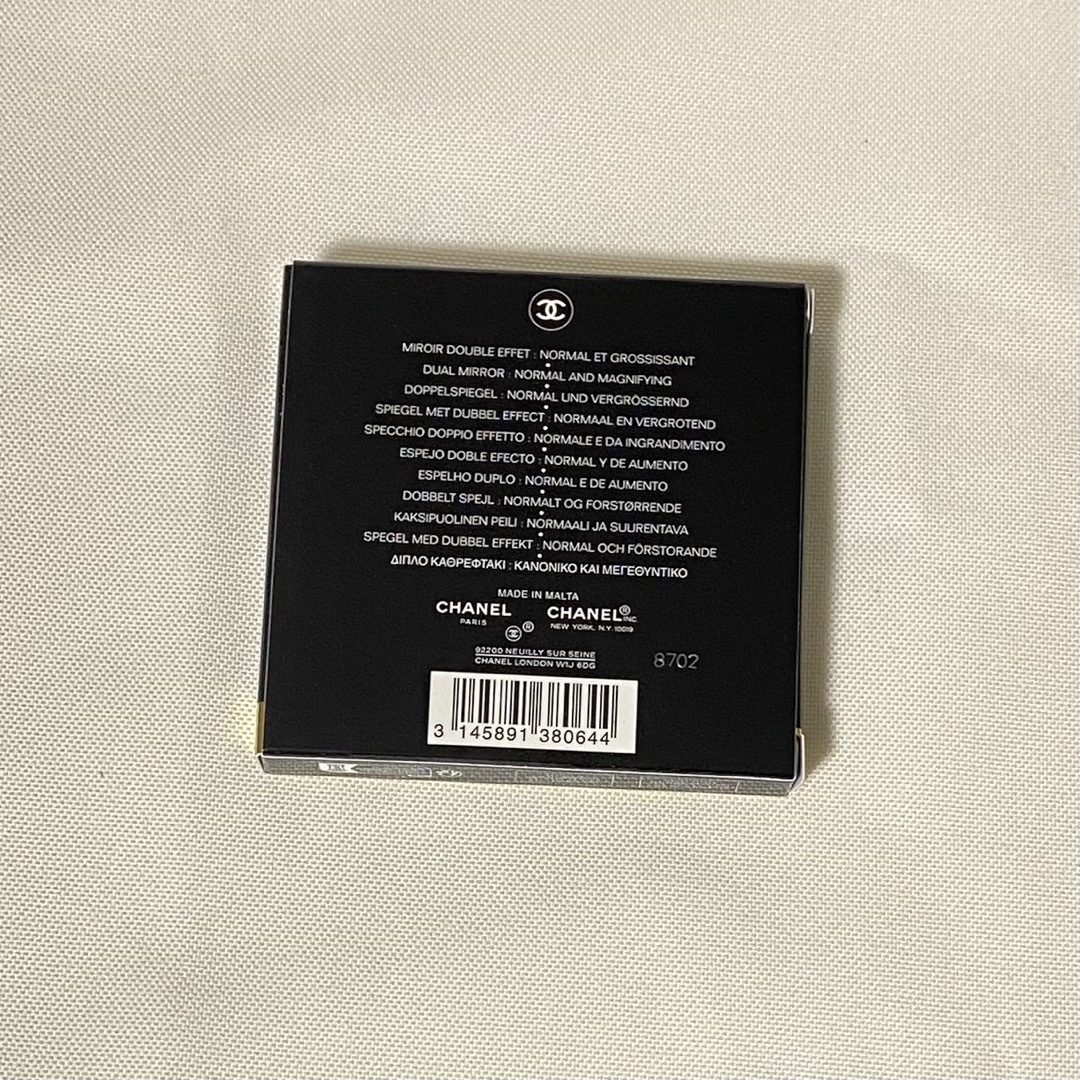 MIROIR DOUBLE EFFET : NORMAL ET GROSSISSANT
DUAL MIRROR : NORMAL AND MAGNIFYING
DOPPELSPIEGEL : NORMAL UND VERGRÖSSERND
SPIEGEL MET DUBBEL EFFECT : NORMAAL EN VERGROTEND
SPECCHIO DOPPIO EFFETTO : NORMALE E DA INGRANDIMENTO
ESPEJO DOBLE EFECTO : NORMAL Y DE AUMENTO
ESPELHO DUPLO : NORMAL E DE AUMENTO
DOBBELT SPEJL : NORMALT OG FORSTØRRENDE
KAKSIPUOLINEN PEILI : NORMAALI JA SUURENTAVA
SPEGEL MED DUBBEL EFFEKT : NORMAL OCH FÖRSTORANDE
ΔΙΠΛΟ ΚΑΘΡΕΦΤΑΚΙ : ΚΑΝΟΝΙΚΟ ΚΑΙ ΜΕΓΕΘΥΝΤΙΚΟ
MADE IN MALTA
CHANEL CHANEL® INC.
PARIS NEW YORK, N.Y. 10019
®
92200 NEUILLY SUR SEINE
CHANEL LONDON W1J 6DG
8702
3 145891 380644